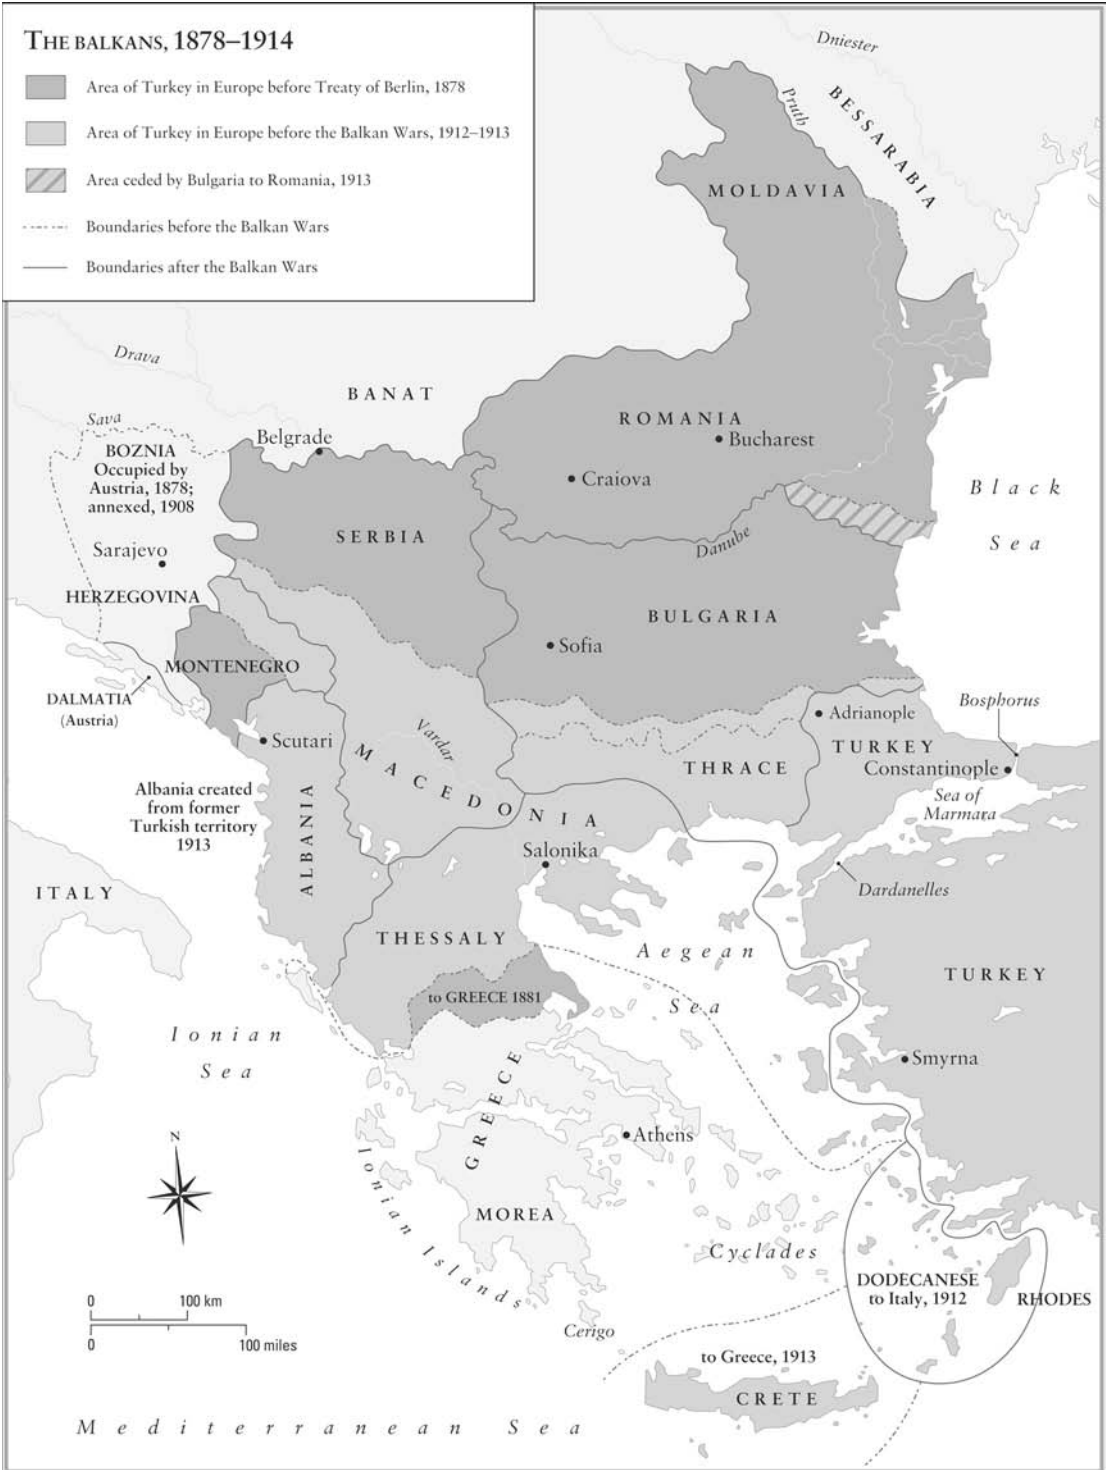 THE BALKANS, 1878–1914
Area of Turkey in Europe before Treaty of Berlin, 1878
Area of Turkey in Europe before the Balkan Wars, 1912–1913
Area ceded by Bulgaria to Romania, 1913
Boundaries before the Balkan Wars
Boundaries after the Balkan Wars
Dniester
Pruth
BESSARABIA
MOLDAVIA
Drava
BANAT
Sava
Belgrade
ROMANIA
Bucharest
BOZNIA
Occupied by
Austria, 1878;
annexed, 1908
Craiova
Black
Sea
SERBIA
Danube
Sarajevo
HERZEGOVINA
BULGARIA
Sofia
MONTENEGRO
DALMATIA
(Austria)
Bosphorus
Adrianople
Scutari
Vardar
TURKEY
MACEDONIA
THRACE
Constantinople
Albania created
from former
Turkish territory
1913
Sea of
Marmara
ALBANIA
Salonika
ITALY
Dardanelles
THESSALY
Aegean
Sea
TURKEY
to GREECE 1881
Ionian
Sea
Smyrna
GREECE
Athens
N
Ionian Islands
MOREA
Cyclades
DODECANESE
to Italy, 1912
RHODES
0 100 km
0 100 miles
Cerigo
to Greece, 1913
CRETE
Mediterranean Sea